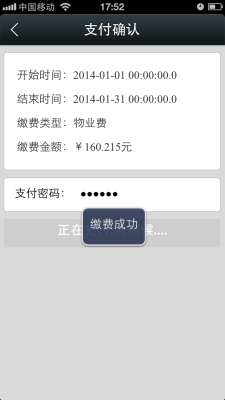 中国移动 17:52
支付确认
开始时间：2014-01-01 00:00:00.0
结束时间：2014-01-31 00:00:00.0
缴费类型：物业费
缴费金额：￥160.215元
支付密码：●●●●●●
缴费成功
正在 候....